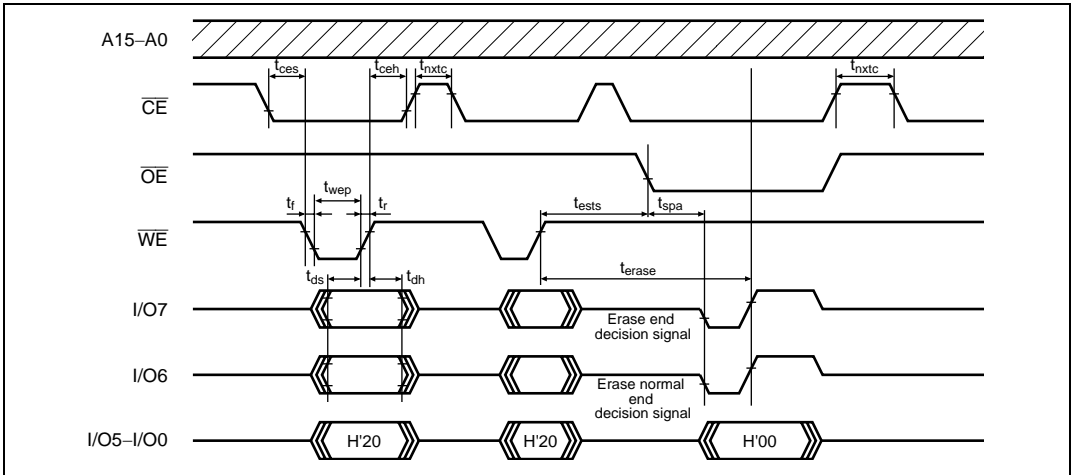 A15–A0
tces
tceh
tnxtc
tnxtc
CE
OE
twep
tf
tr
tests
tspa
WE
terase
tds
tdh
I/O7
Erase end
decision signal
I/O6
Erase normal
end
decision signal
I/O5–I/O0
H'20
H'20
H'00